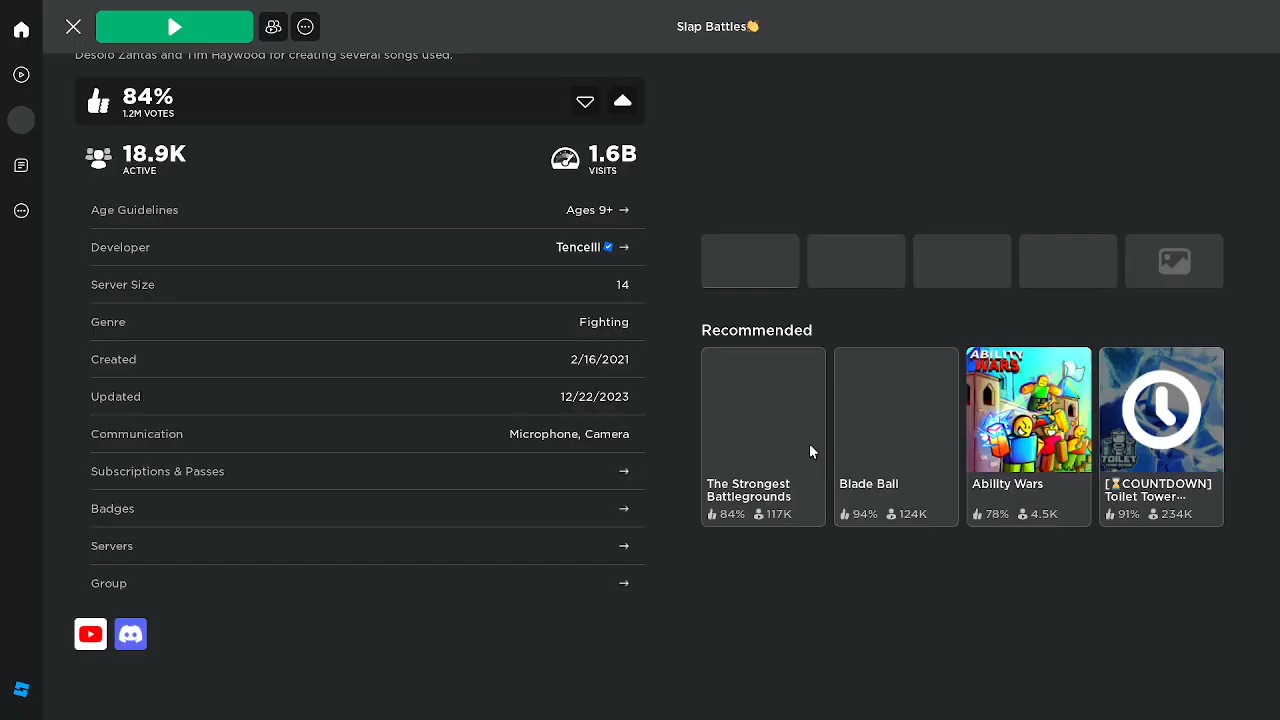 Slap Battles👏
Desolo Zantas and Tim Haywood for creating several songs used.
84%
1.2M VOTES
18.9K
ACTIVE
1.6B
VISITS
Age Guidelines
Ages 9+ →
Developer
Tencelll →
Server Size
14
Genre
Fighting
Created
2/16/2021
Updated
12/22/2023
Communication
Microphone, Camera
Subscriptions & Passes →
Badges →
Servers →
Group →
Recommended
ABILITY
WARS
TOILET
The Strongest
Battlegrounds
84% 117K
Blade Ball
94% 124K
Ability Wars
78% 4.5K
[⌛COUNTDOWN]
Toilet Tower...
91% 234K